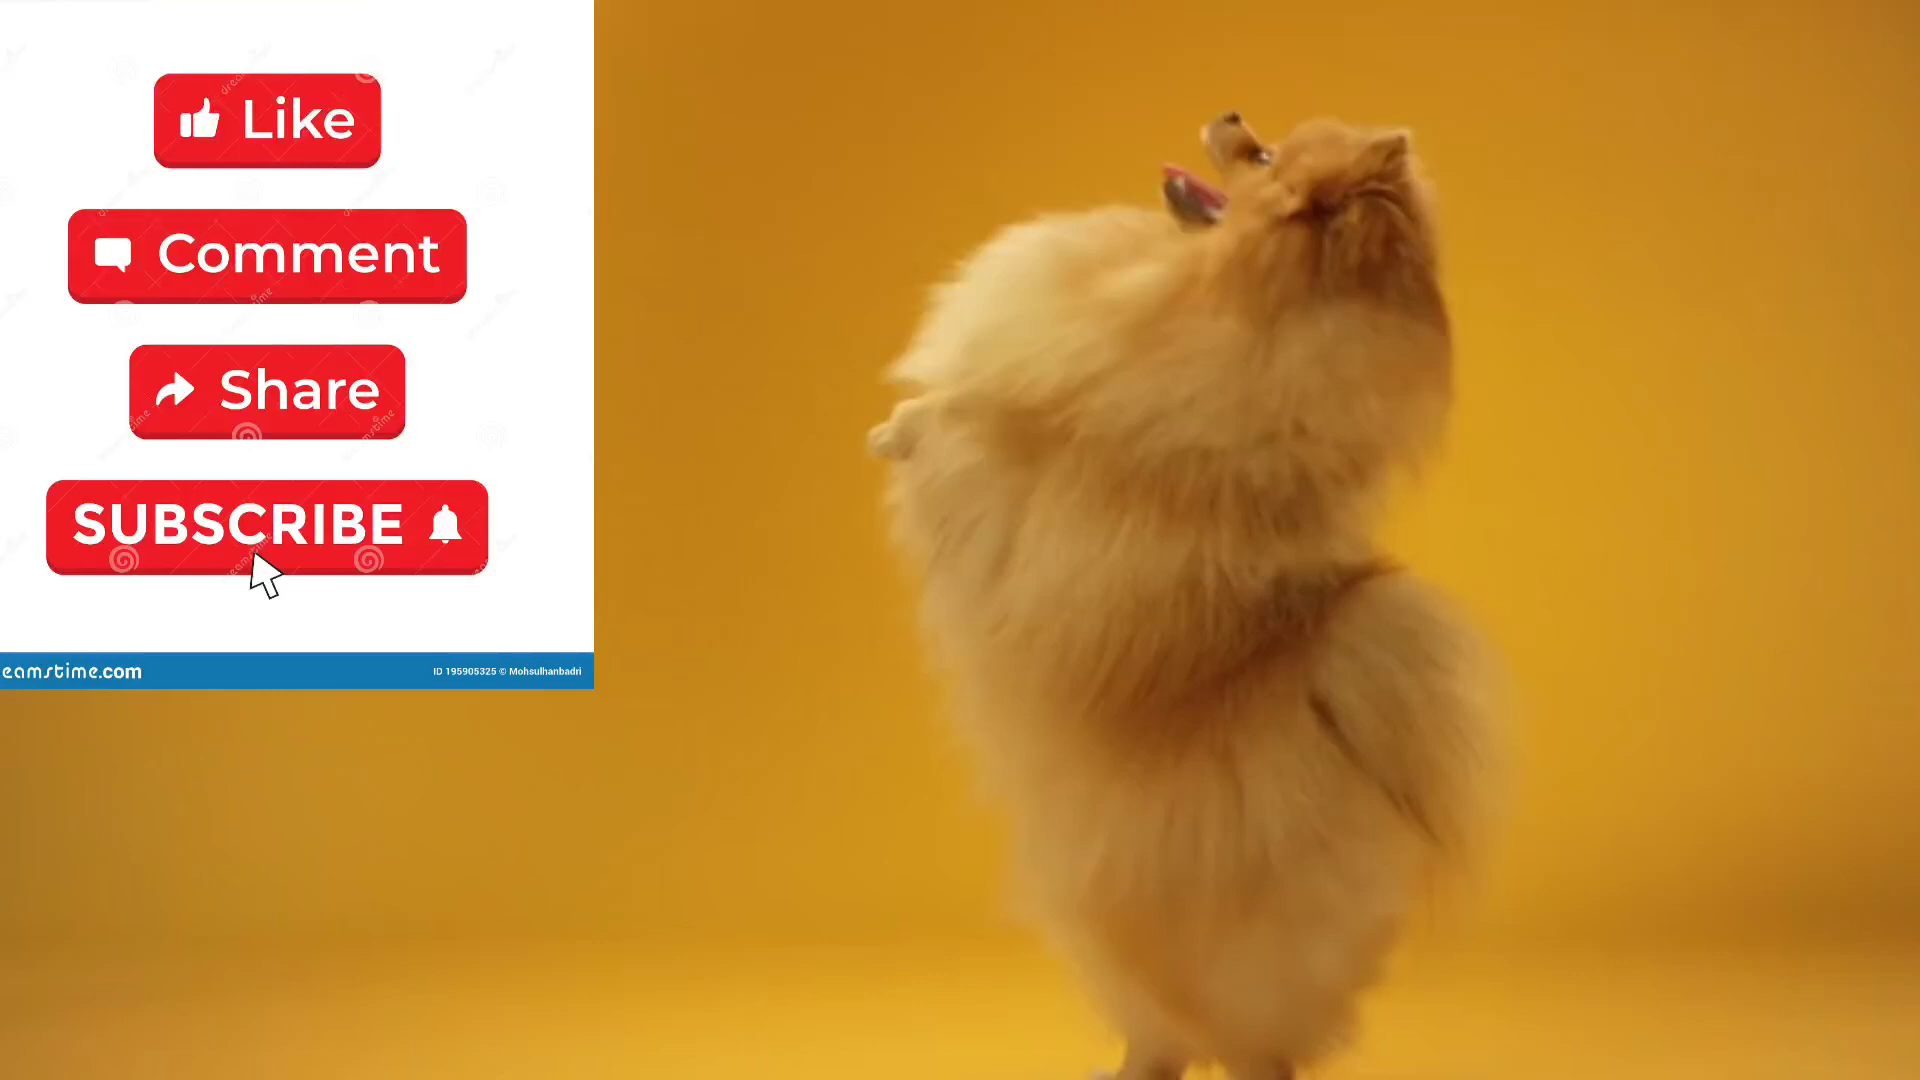 Like
Comment
Share
SUBSCRIBE
eamstime.com
ID 195905325 © Mohsulhanbadri